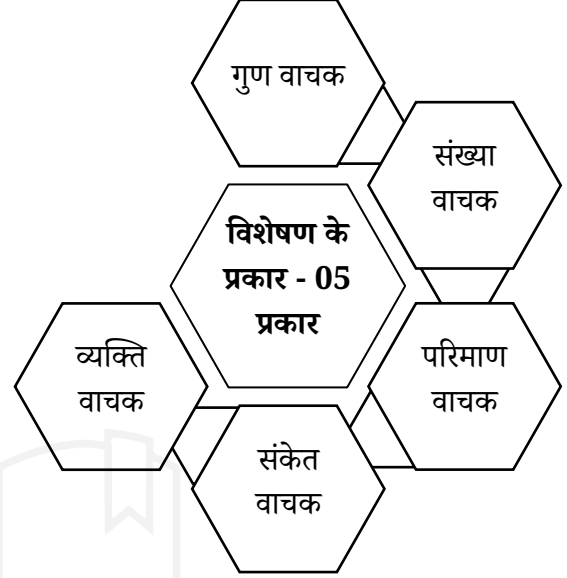 गुण वाचक
संख्या
वाचक
विशेषण के
प्रकार - 05
प्रकार
परिमाण
वाचक
संकेत
वाचक
व्यक्ति
वाचक